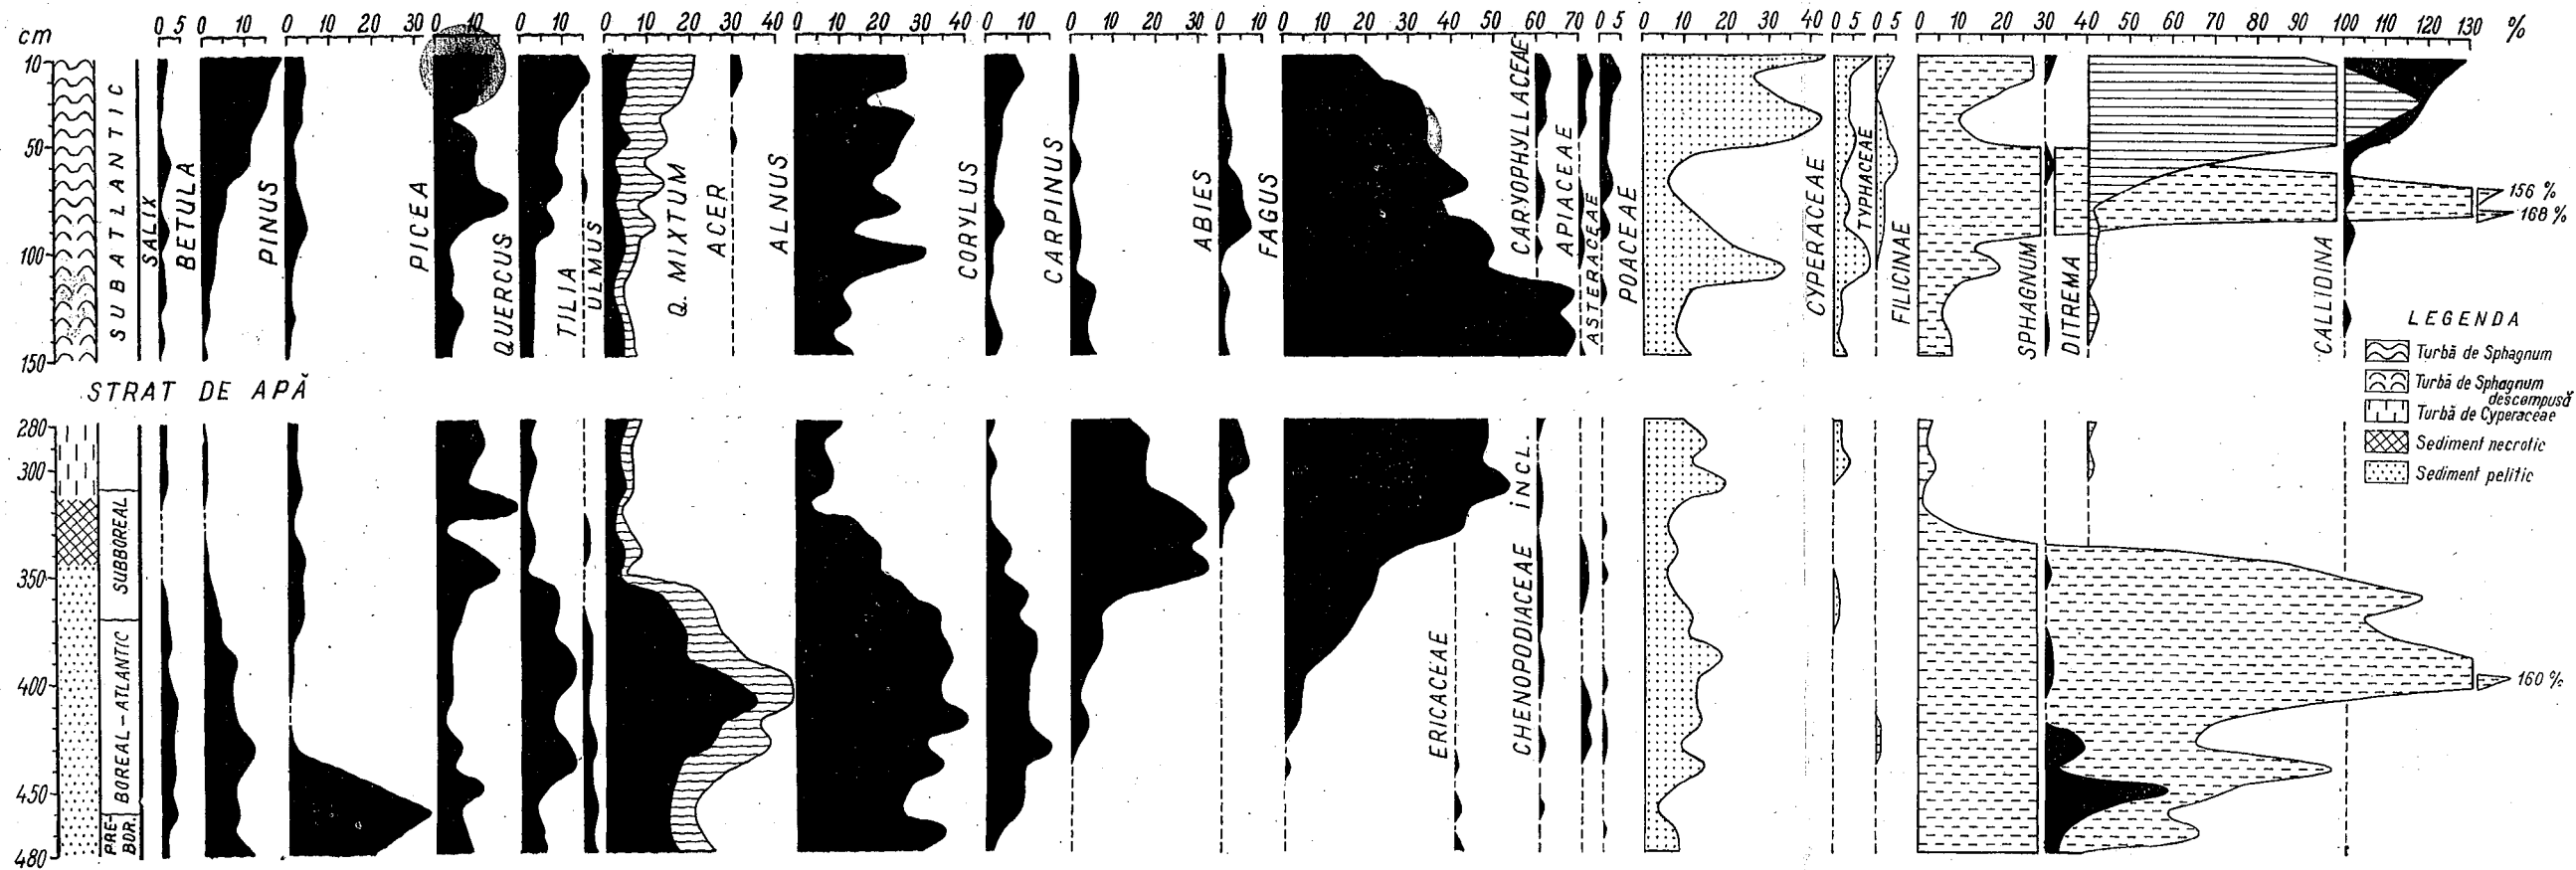 0 5 0 10 0 10 20 30 0 10 0 10 0 10 20 30 40 0 10 20 30 40 0 10 0 10 20 30 0 10 0 10 20 30 40 50 60 70 0 5 0 10 20 30 40 0 5 0 5 0 10 20 30 40 60 70 80 100 110 120 130 %
cm
10
50
100
150
SUBATLANTIC
SALIX
BETULA
PINUS
PICEA
QUERCUS
TILIA
ULMUS
Q. MIXTUM
ACER
ALNUS
CORYLUS
CARPINUS
ABIES
FAGUS
CARYOPHYLLACEAE
APIACEAE
ASTERACEAE
POACEAE
CYPERACEAE
TYPHACEAE
FILICINAE
SPHAGNUM
DITREMA
CALLIDINA
156 %
168 %
LEGENDA
Turbă de Sphagnum
Turbă de Sphagnum
descompusă
Turbă de Cyperaceae
Sediment necrotic
Sediment pelitic
STRAT DE APĂ
280
300
350
400
450
480
SUBBOREAL
BOREAL-ATLANTIC
PRE-
BOR.
ERICACEAE
CHENOPODIACEAE INCL.
160 %